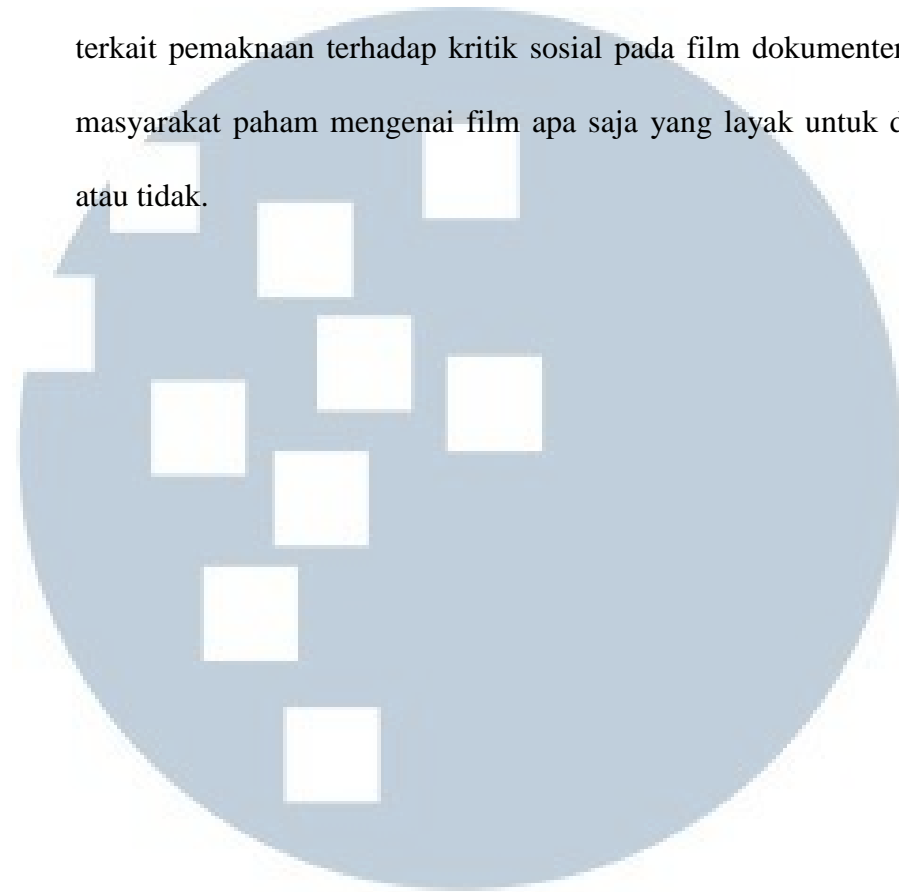 terkait pemaknaan terhadap kritik sosial pada film dokumenter
masyarakat paham mengenai film apa saja yang layak untuk
atau tidak.